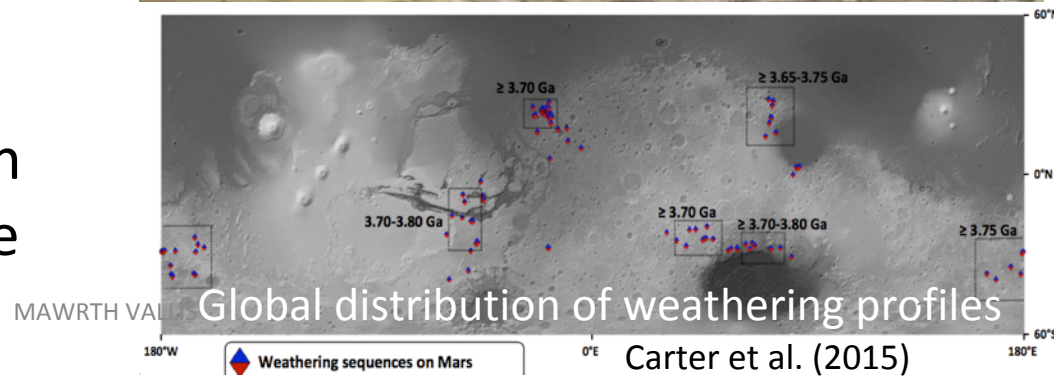 60°N
≥ 3.70 Ga
≥ 3.65-3.75 Ga
n
0°N
3.70-3.80 Ga
≥ 3.70 Ga
≥ 3.70-3.80 Ga
≥ 3.75 Ga
e
MAWRTH VALLIS
Global distribution of weathering profiles
60°S
180°W
0°E
180°E
Weathering sequences on Mars
Carter et al. (2015)